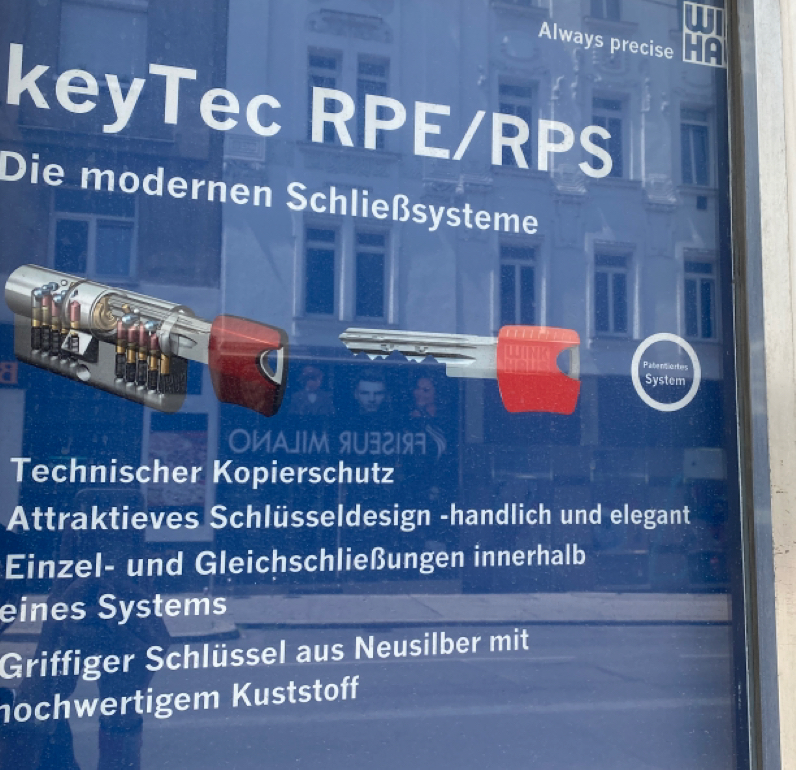 Always precise
WI
HA
keyTec RPE/RPS
Die modernen Schließsysteme
Patentiertes
System
FRISEUR MILANO
Technischer Kopierschutz
Attraktieves Schlüsseldesign -handlich und elegant
Einzel- und Gleichschließungen innerhalb
eines Systems
Griffiger Schlüssel aus Neusilber mit
hochwertigem Kuststoff